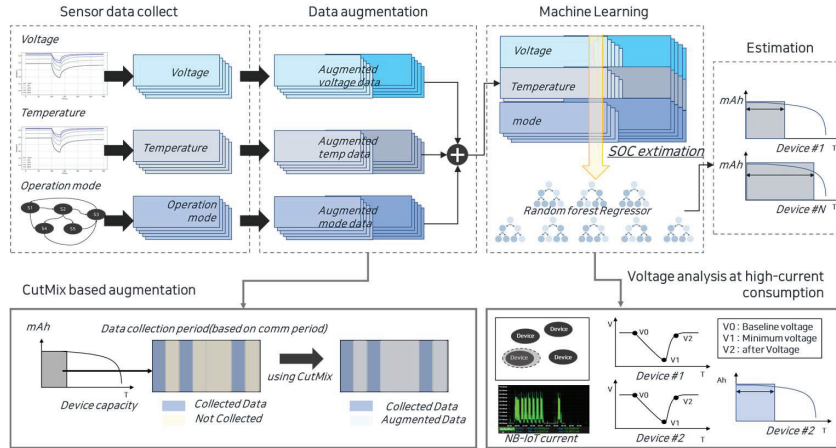 Sensor data collect
Data augmentation
Machine Learning
Voltage
Voltage
Augmented
voltage data
Temperature
Temperature
Augmented
temp data
Operation mode
S1
S2
S3
S4
S5
Operation
mode
Augmented
mode data
Voltage
Temperature
mode
SOC extimation
Random forest Regressor
Estimation
mAh
T
Device #1
mAh
T
Device #N
CutMix based augmentation
mAh
Data collection period(based on comm period)
T
Device capacity
using CutMix
Collected Data
Not Collected
Collected Data
Augmented Data
Voltage analysis at high-current
consumption
Device
Device
Device
Device
NB-IoT current
V
V0
V2
V1
T
Device #1
V
V0
V2
V1
T
Device #2
V0 : Baseline voltage
V1 : Minimum voltage
V2 : after Voltage
Ah
T
Device #2